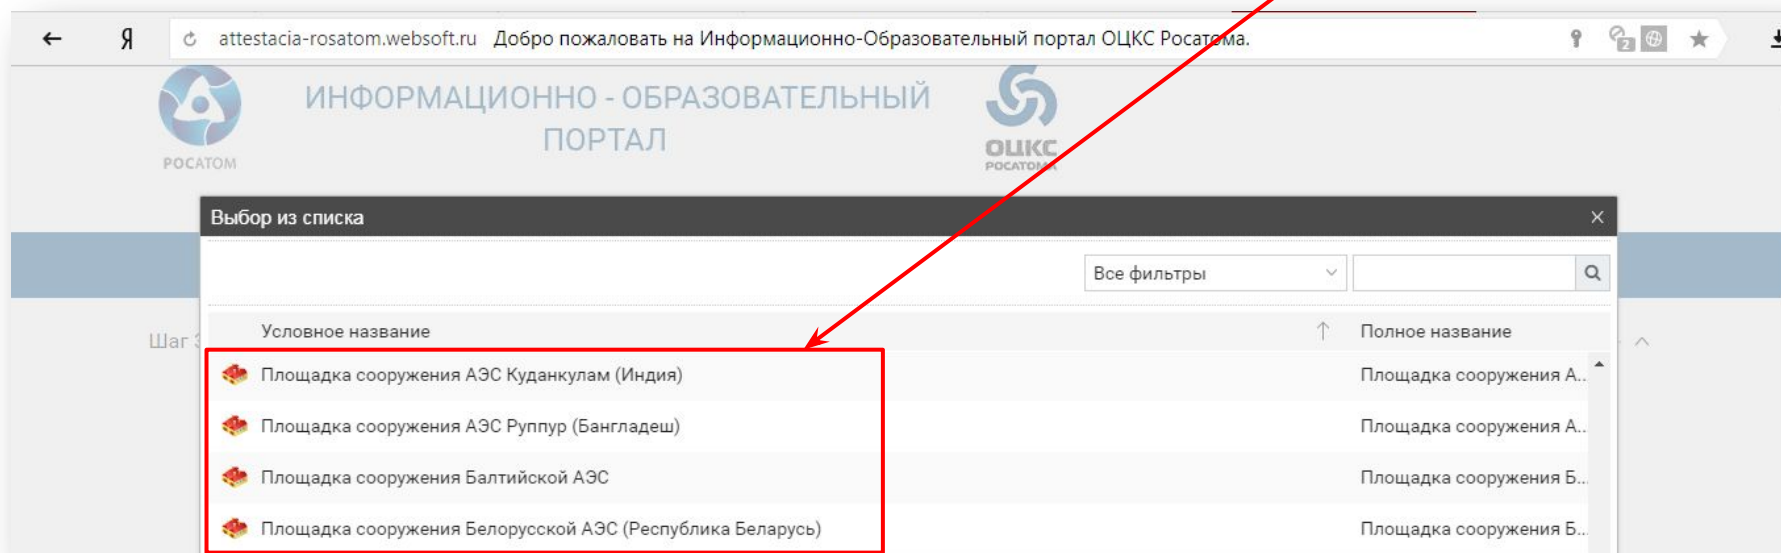 Я attestacia-rosatom.websoft.ru Добро пожаловать на Информационно-Образовательный портал ОЦКС Росатома. 2
ИНФОРМАЦИОННО - ОБРАЗОВАТЕЛЬНЫЙ
ПОРТАЛ
РОСАТОМ
ОЦКС
РОСАТОМА
Выбор из списка
Все фильтры
Шаг 3
Условное название Полное название
Площадка сооружения АЭС Куданкулам (Индия) Площадка сооружения А...
Площадка сооружения АЭС Руппур (Бангладеш) Площадка сооружения А...
Площадка сооружения Балтийской АЭС Площадка сооружения Б...
Площадка сооружения Белорусской АЭС (Республика Беларусь) Площадка сооружения Б...